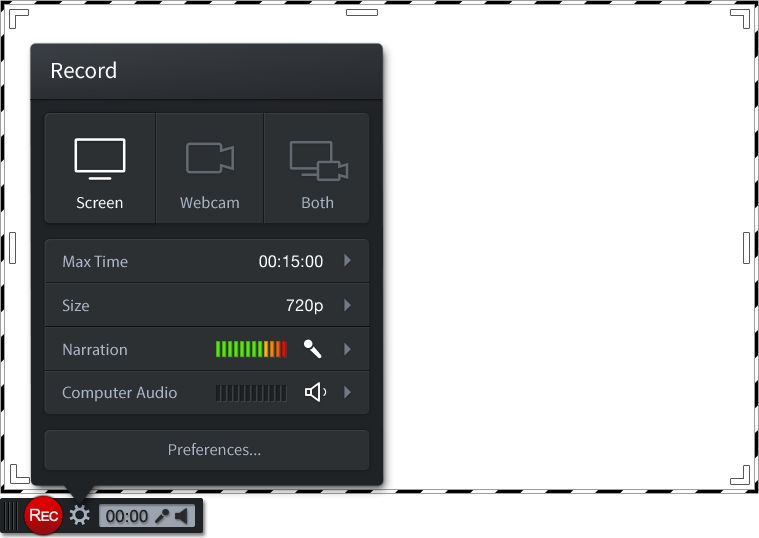 Record
Screen Webcam Both
Max Time 00:15:00
Size 720p
Narration
Computer Audio
Preferences...
REC 00:00